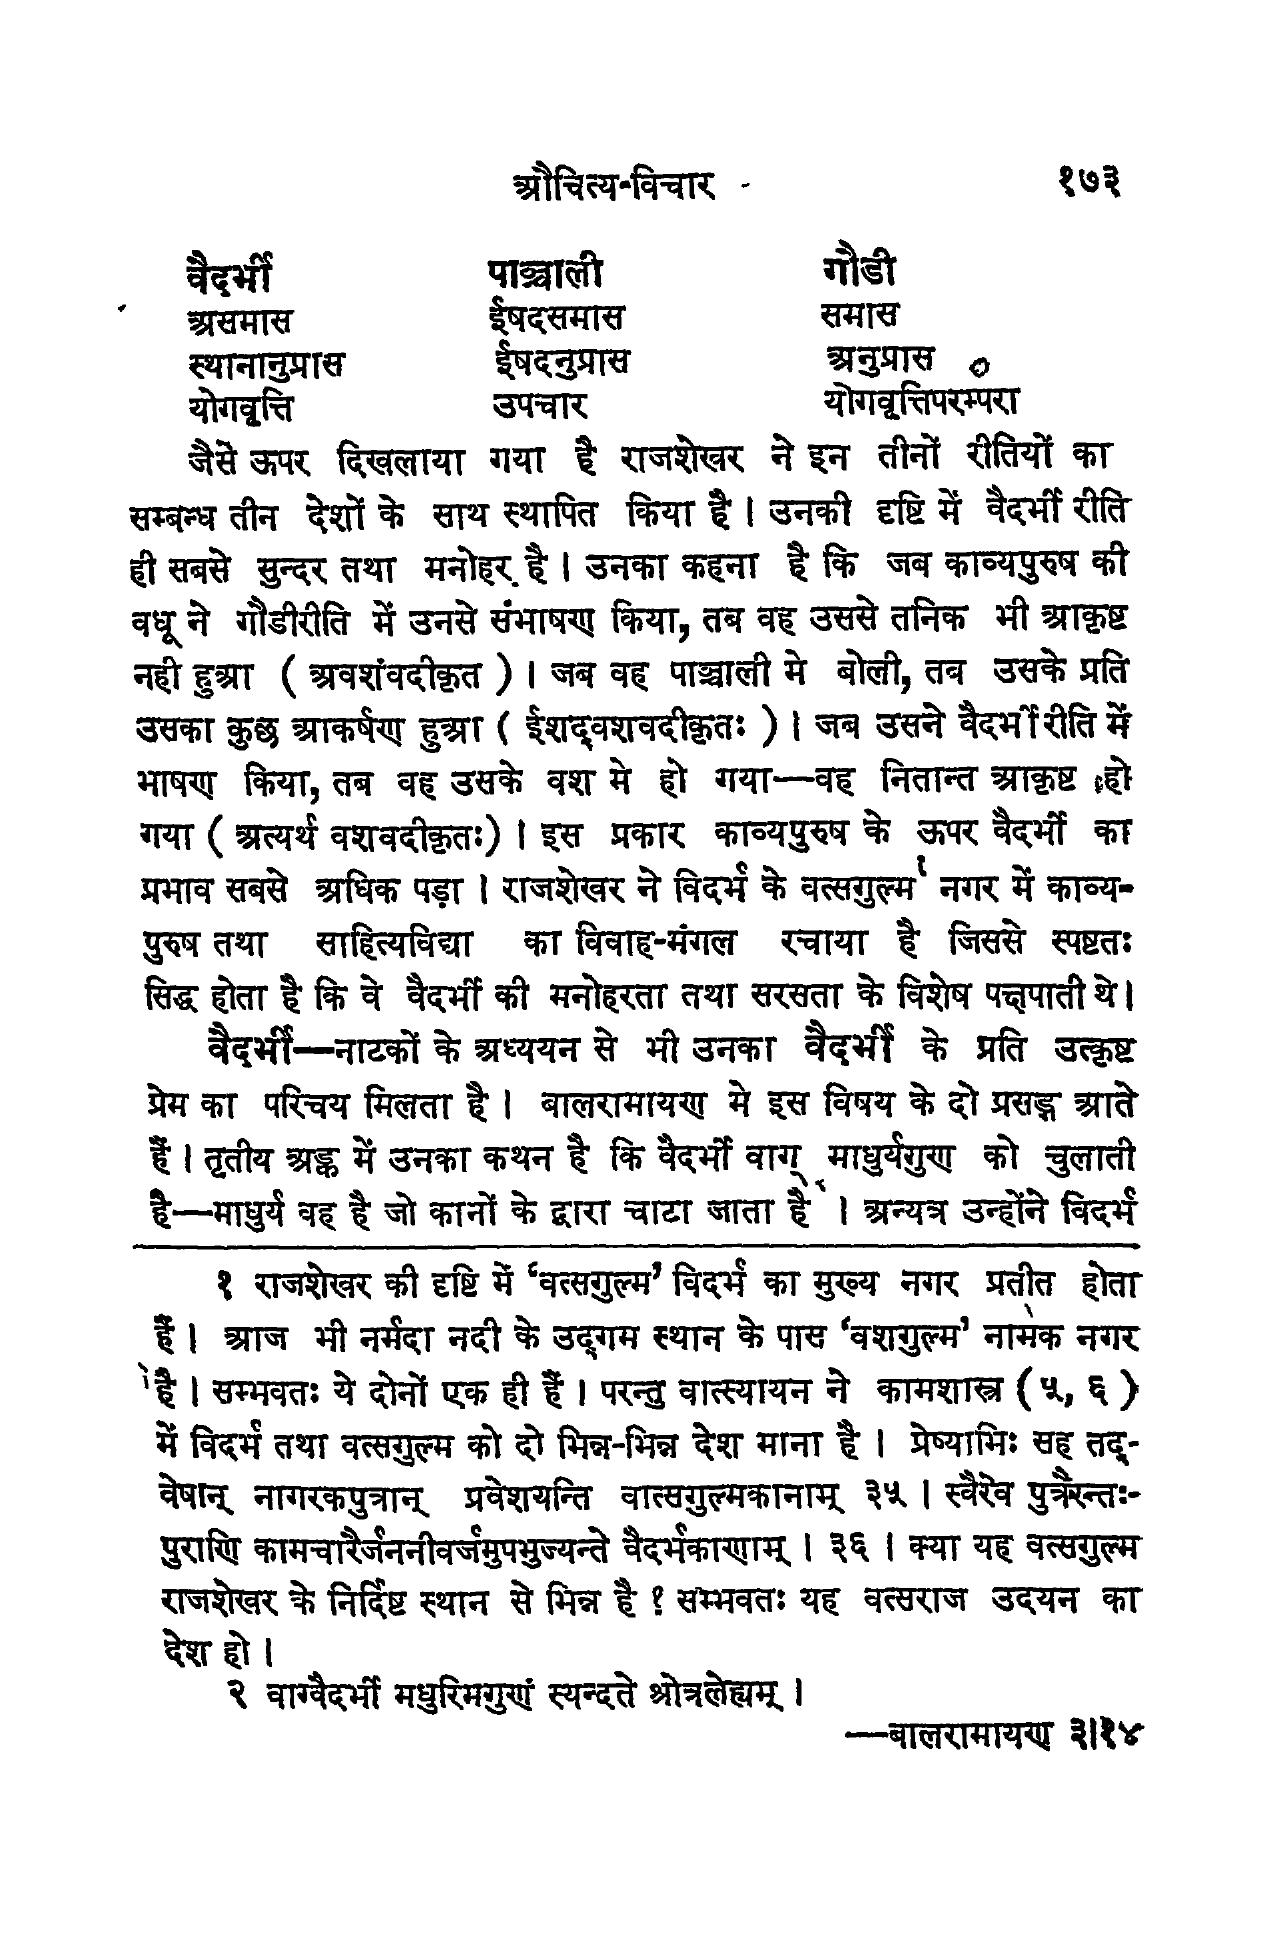 औचित्य-विचार १७३
वैदर्भी पाञ्चाली गौडी
असमास ईषदसमास समास
स्थानानुप्रास ईषदनुप्रास अनुप्रास
योगवृत्ति उपचार योगवृत्तिपरम्परा
जैसे ऊपर दिखलाया गया है राजशेखर ने इन तीनों रीतियों का
सम्बन्ध तीन देशों के साथ स्थापित किया है। उनकी दृष्टि में वैदर्भी रीति
ही सबसे सुन्दर तथा मनोहर है। उनका कहना है कि जब काव्यपुरुष की
वधू ने गौडीरीति में उनसे संभाषण किया, तब वह उससे तनिक भी आकृष्ट
नही हुआ ( अवशंवदीकृत )। जब वह पाञ्चाली मे बोली, तब उसके प्रति
उसका कुछ आकर्षण हुआ ( ईशद्वशवदीकृतः )। जब उसने वैदर्भी रीति में
भाषण किया, तब वह उसके वश मे हो गया—वह नितान्त आकृष्ट हो
गया ( अत्यर्थ वशवदीकृतः)। इस प्रकार काव्यपुरुष के ऊपर वैदर्भी का
प्रभाव सबसे अधिक पड़ा। राजशेखर ने विदर्भ के वत्सगुल्म१ नगर में काव्य-
पुरुष तथा साहित्यविद्या का विवाह-मंगल रचाया है जिससे स्पष्टतः
सिद्ध होता है कि वे वैदर्भी की मनोहरता तथा सरसता के विशेष पक्षपाती थे।
वैदर्भी—नाटकों के अध्ययन से भी उनका वैदर्भी के प्रति उत्कृष्ट
प्रेम का परिचय मिलता है। बालरामायण मे इस विषय के दो प्रसङ्ग आते
हैं। तृतीय अङ्क में उनका कथन है कि वैदर्भी वाग् माधुर्यगुण को चुलाती
है—माधुर्य वह है जो कानों के द्वारा चाटा जाता है२। अन्यत्र उन्होंने विदर्भ
१ राजशेखर की दृष्टि में ‘वत्सगुल्म’ विदर्भ का मुख्य नगर प्रतीत होता
हैं। आज भी नर्मदा नदी के उद्गम स्थान के पास ‘वशगुल्म’ नामक नगर
है। सम्भवतः ये दोनों एक ही हैं। परन्तु वात्स्यायन ने कामशास्त्र (५, ६)
में विदर्भ तथा वत्सगुल्म को दो भिन्न-भिन्न देश माना है। प्रेष्याभिः सह तद्-
वेषान् नागरकपुत्रान् प्रवेशयन्ति वात्सगुल्मकानाम् ३५। स्वैरेव पुत्रैरन्तः-
पुराणि कामचारैर्जननीवर्जमुपभुज्यन्ते वैदर्भकाणाम्। ३६। क्या यह वत्सगुल्म
राजशेखर के निर्दिष्ट स्थान से भिन्न है? सम्भवतः यह वत्सराज उदयन का
देश हो।
२ वाग्वैदर्भी मधुरिमगुणं स्यन्दते श्रोत्रलेह्यम्।
—बालरामायण ३।१४